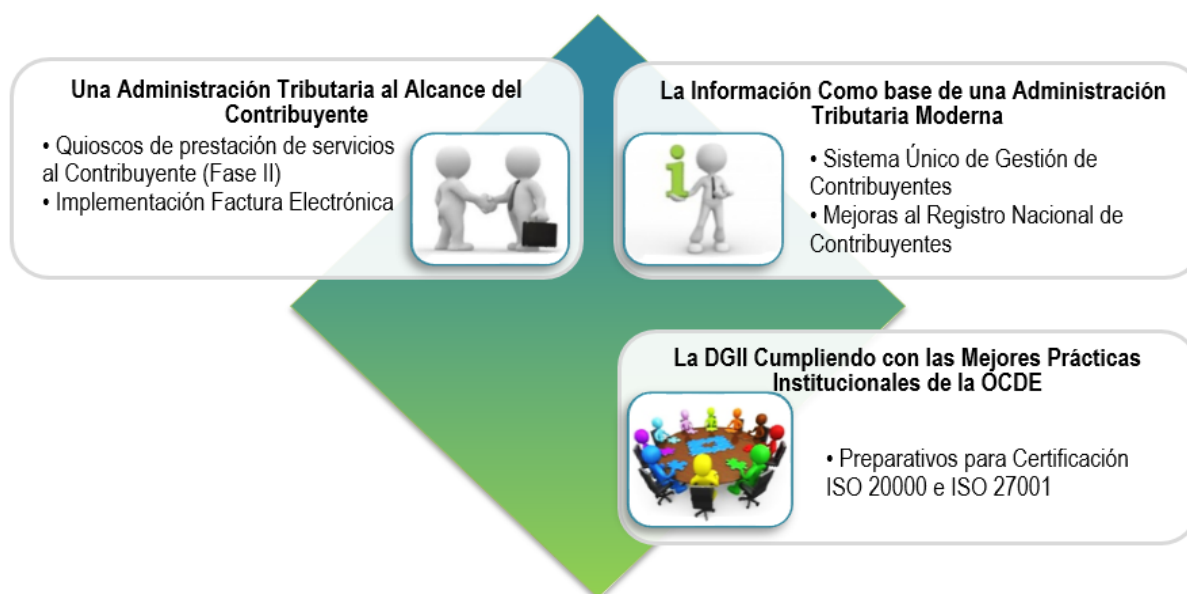 Una Administración Tributaria al Alcance del
Contribuyente
• Quioscos de prestación de servicios
al Contribuyente (Fase II)
• Implementación Factura Electrónica
La Información Como base de una Administración
Tributaria Moderna
• Sistema Único de Gestión de
Contribuyentes
• Mejoras al Registro Nacional de
Contribuyentes
La DGII Cumpliendo con las Mejores Prácticas
Institucionales de la OCDE
• Preparativos para Certificación
ISO 20000 e ISO 27001